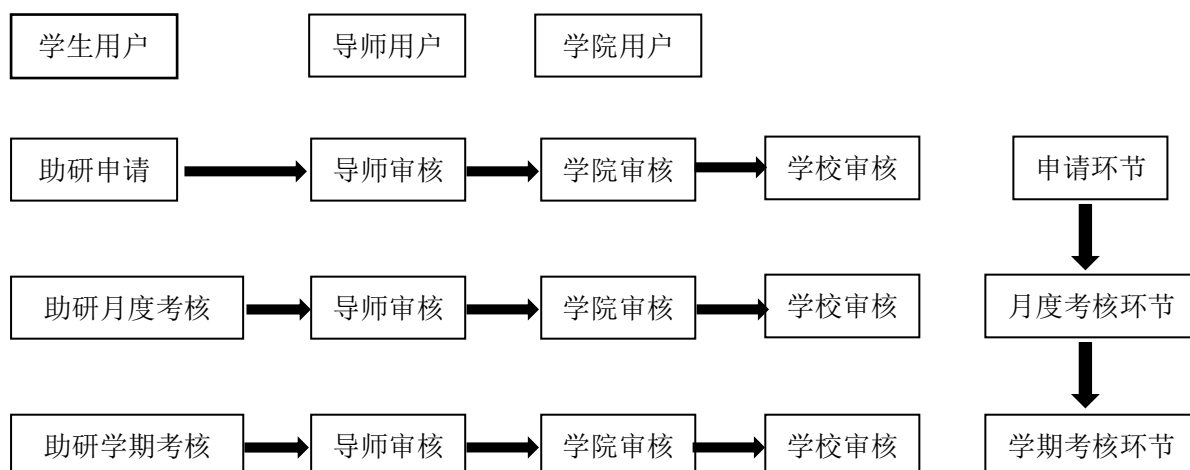 学生用户 导师用户 学院用户
助研申请 导师审核 学院审核 学校审核 申请环节
助研月度考核 导师审核 学院审核 学校审核 月度考核环节
助研学期考核 导师审核 学院审核 学校审核 学期考核环节